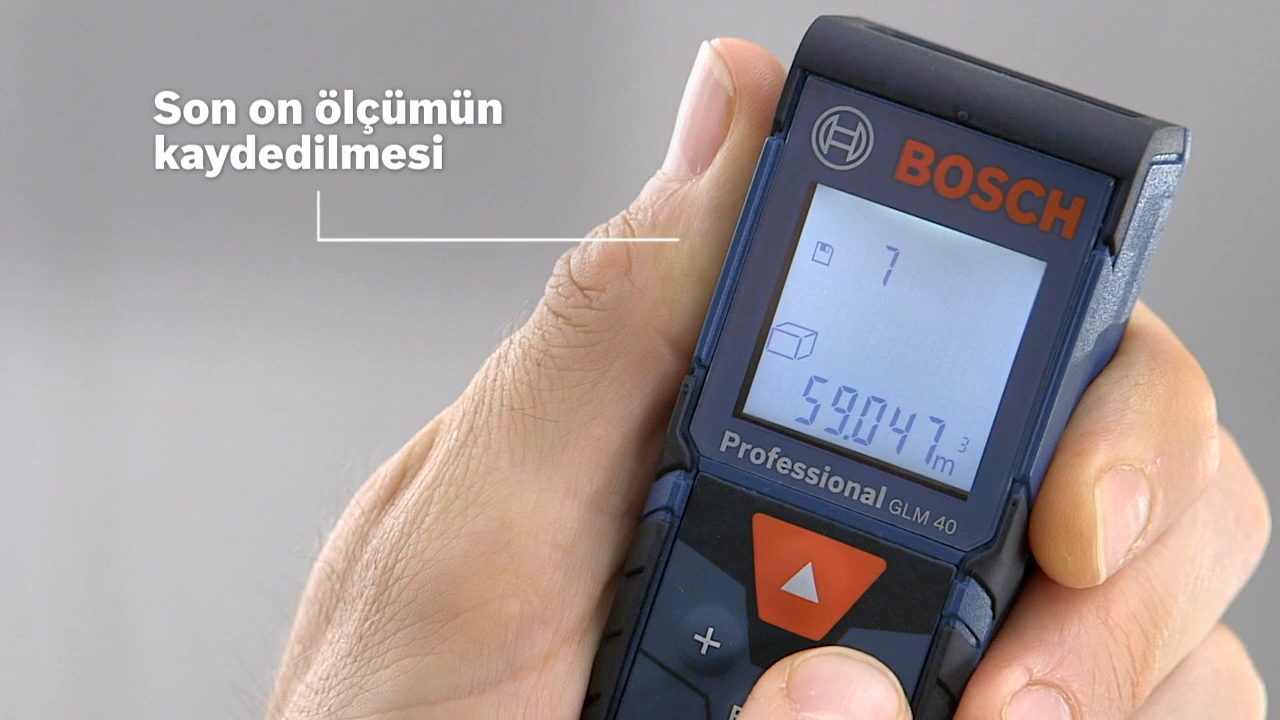 Son on ölçümün
kaydedilmesi
BOSCH
7
59.047 m³
Professional GLM 40
+